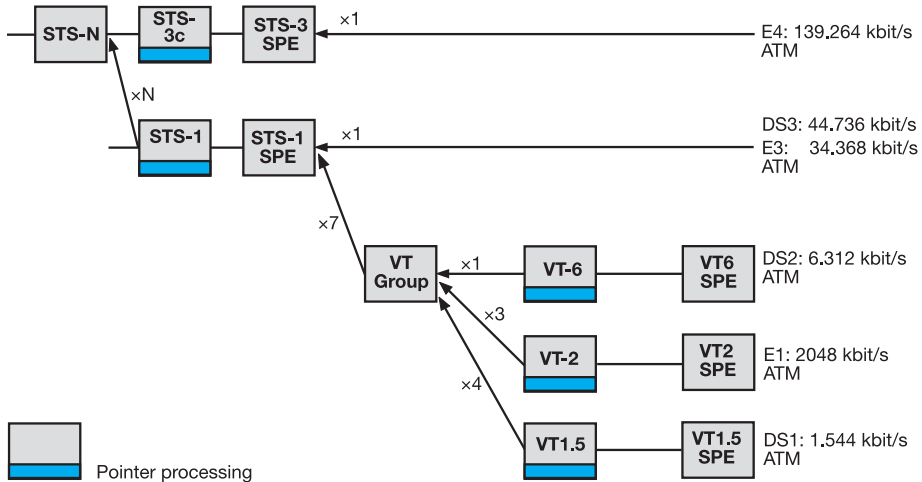 STS-N
STS-
3c
STS-3
SPE
×1
E4: 139.264 kbit/s
ATM
×N
STS-1
STS-1
SPE
×1
DS3: 44.736 kbit/s
E3: 34.368 kbit/s
ATM
×7
VT
Group
×1
VT-6
VT6
SPE
DS2: 6.312 kbit/s
ATM
×3
VT-2
VT2
SPE
E1: 2048 kbit/s
ATM
×4
VT1.5
VT1.5
SPE
DS1: 1.544 kbit/s
ATM
Pointer processing